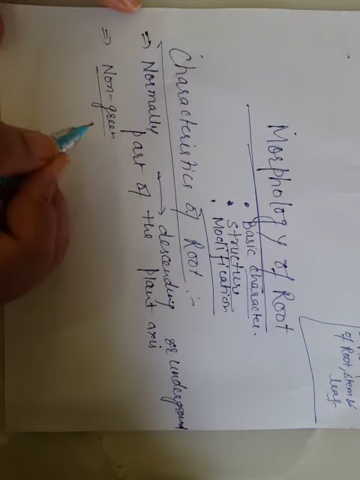 of Root, Stem &
leaf
Morphology of Root
• Basic character.
• Structure
• Modification
Characteristics of Root :-
⇒ Normally → descending or underground
part of the plant axis
⇒ Non-green